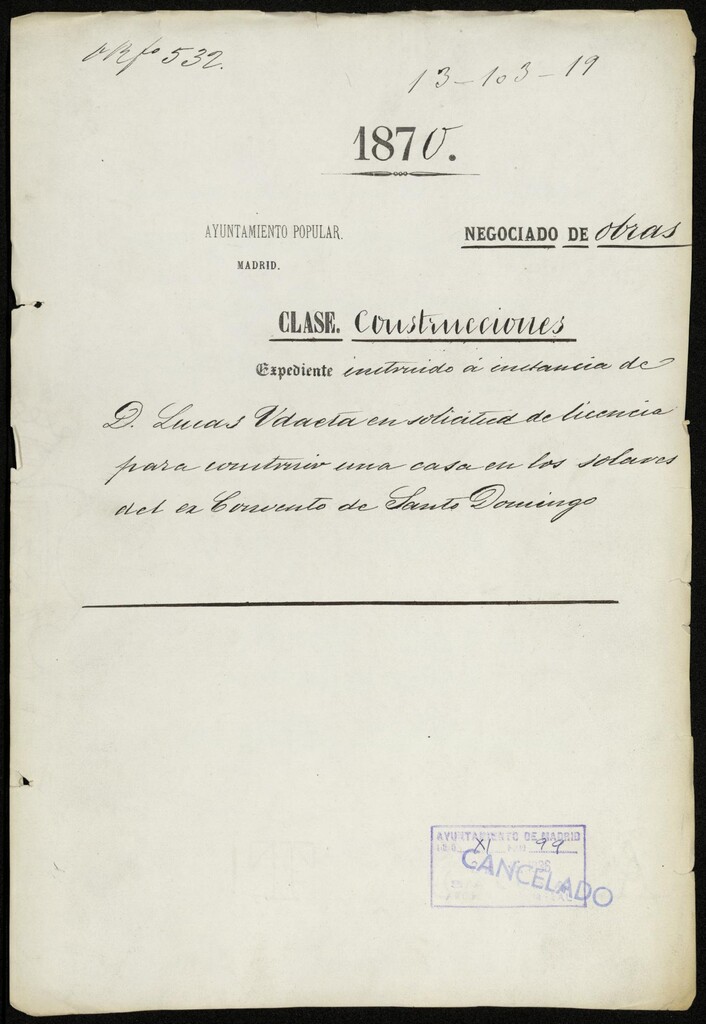 fo 532.
13-103-19
1870.
AYUNTAMIENTO POPULAR.
MADRID.
NEGOCIADO DE obras
CLASE. Construcciones
Expediente instruido á instancia de
D. Lucas Udaeta en solicitud de licencia
para construir una casa en los solares
del ex Convento de Santo Domingo
AYUNTAMIENTO DE MADRID
XI 99
CANCELADO